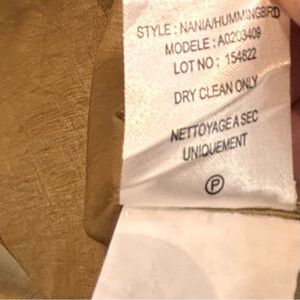 STYLE : NANIA/HUMMINGBIRD
MODELE : A0203409
LOT NO : 154822
DRY CLEAN ONLY
NETTOYAGE A SEC
UNIQUEMENT
P